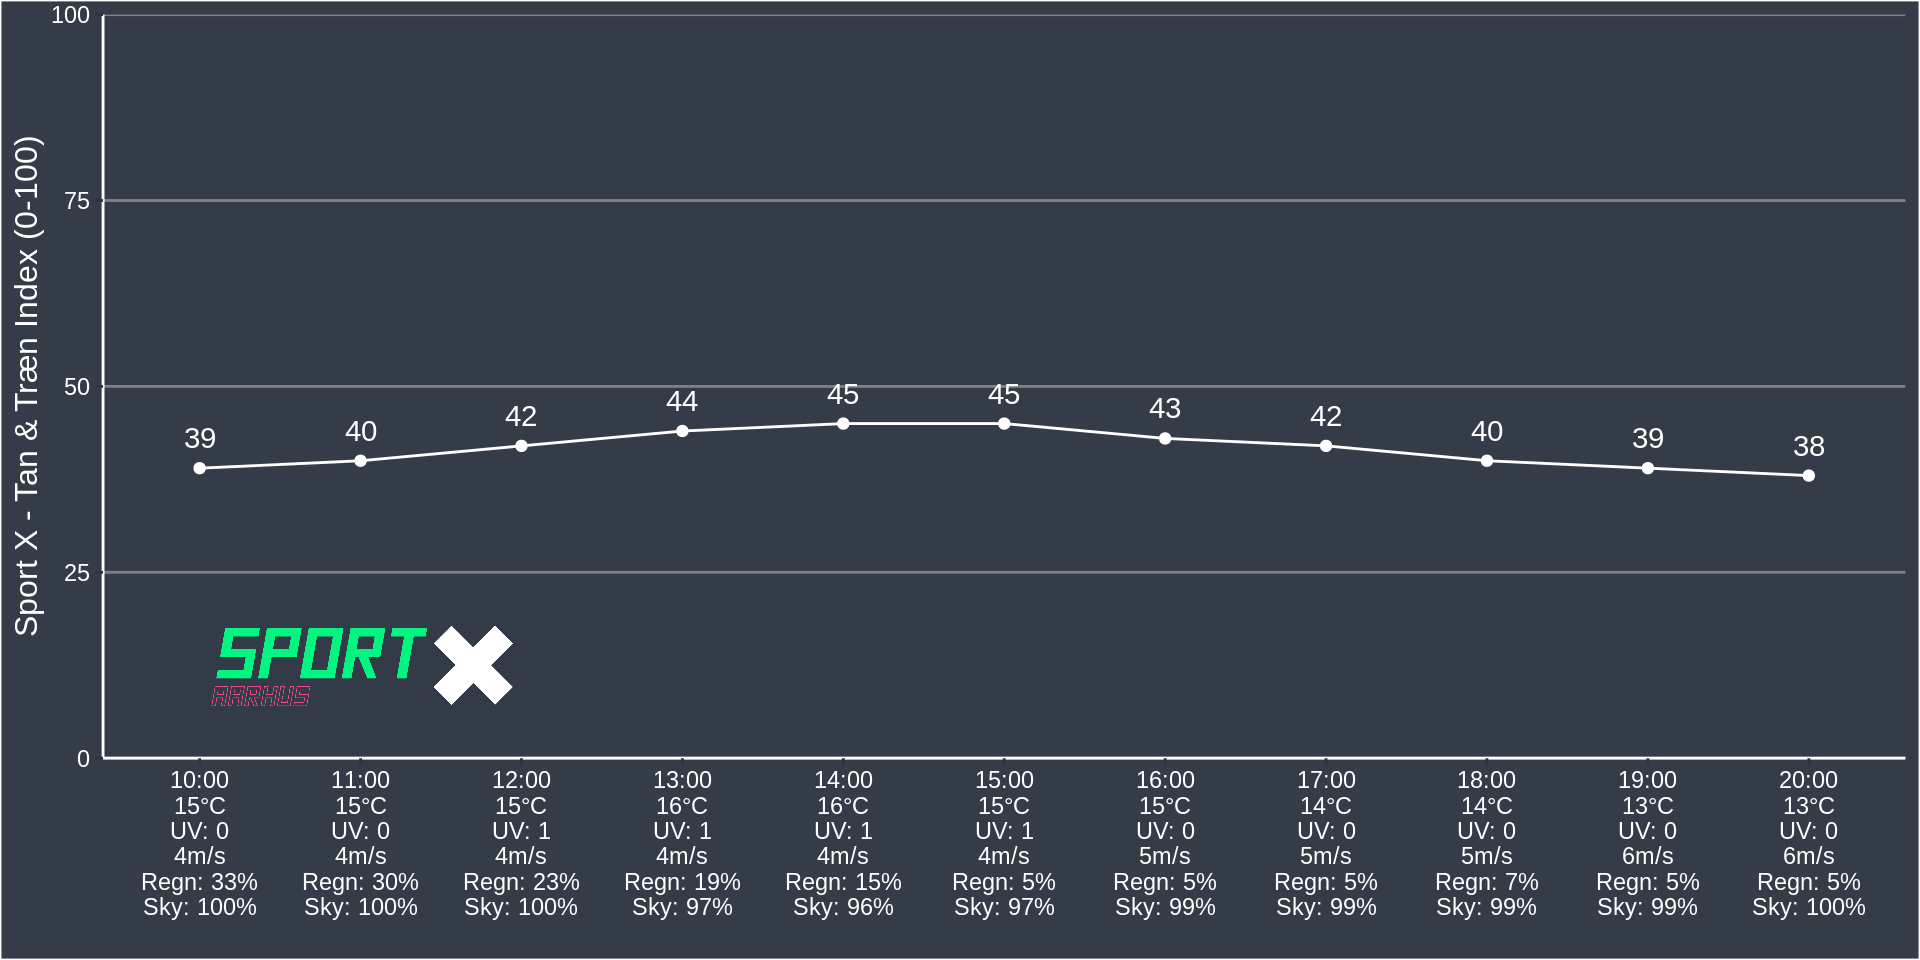 Sport X - Tan & Træn Index (0-100)
100
75
50
25
0
39
40
42
44
45
45
43
42
40
39
38
SPORT X
AARHUS
10:00
15°C
UV: 0
4m/s
Regn: 33%
Sky: 100%
11:00
15°C
UV: 0
4m/s
Regn: 30%
Sky: 100%
12:00
15°C
UV: 1
4m/s
Regn: 23%
Sky: 100%
13:00
16°C
UV: 1
4m/s
Regn: 19%
Sky: 97%
14:00
16°C
UV: 1
4m/s
Regn: 15%
Sky: 96%
15:00
15°C
UV: 1
4m/s
Regn: 5%
Sky: 97%
16:00
15°C
UV: 0
5m/s
Regn: 5%
Sky: 99%
17:00
14°C
UV: 0
5m/s
Regn: 5%
Sky: 99%
18:00
14°C
UV: 0
5m/s
Regn: 7%
Sky: 99%
19:00
13°C
UV: 0
6m/s
Regn: 5%
Sky: 99%
20:00
13°C
UV: 0
6m/s
Regn: 5%
Sky: 100%